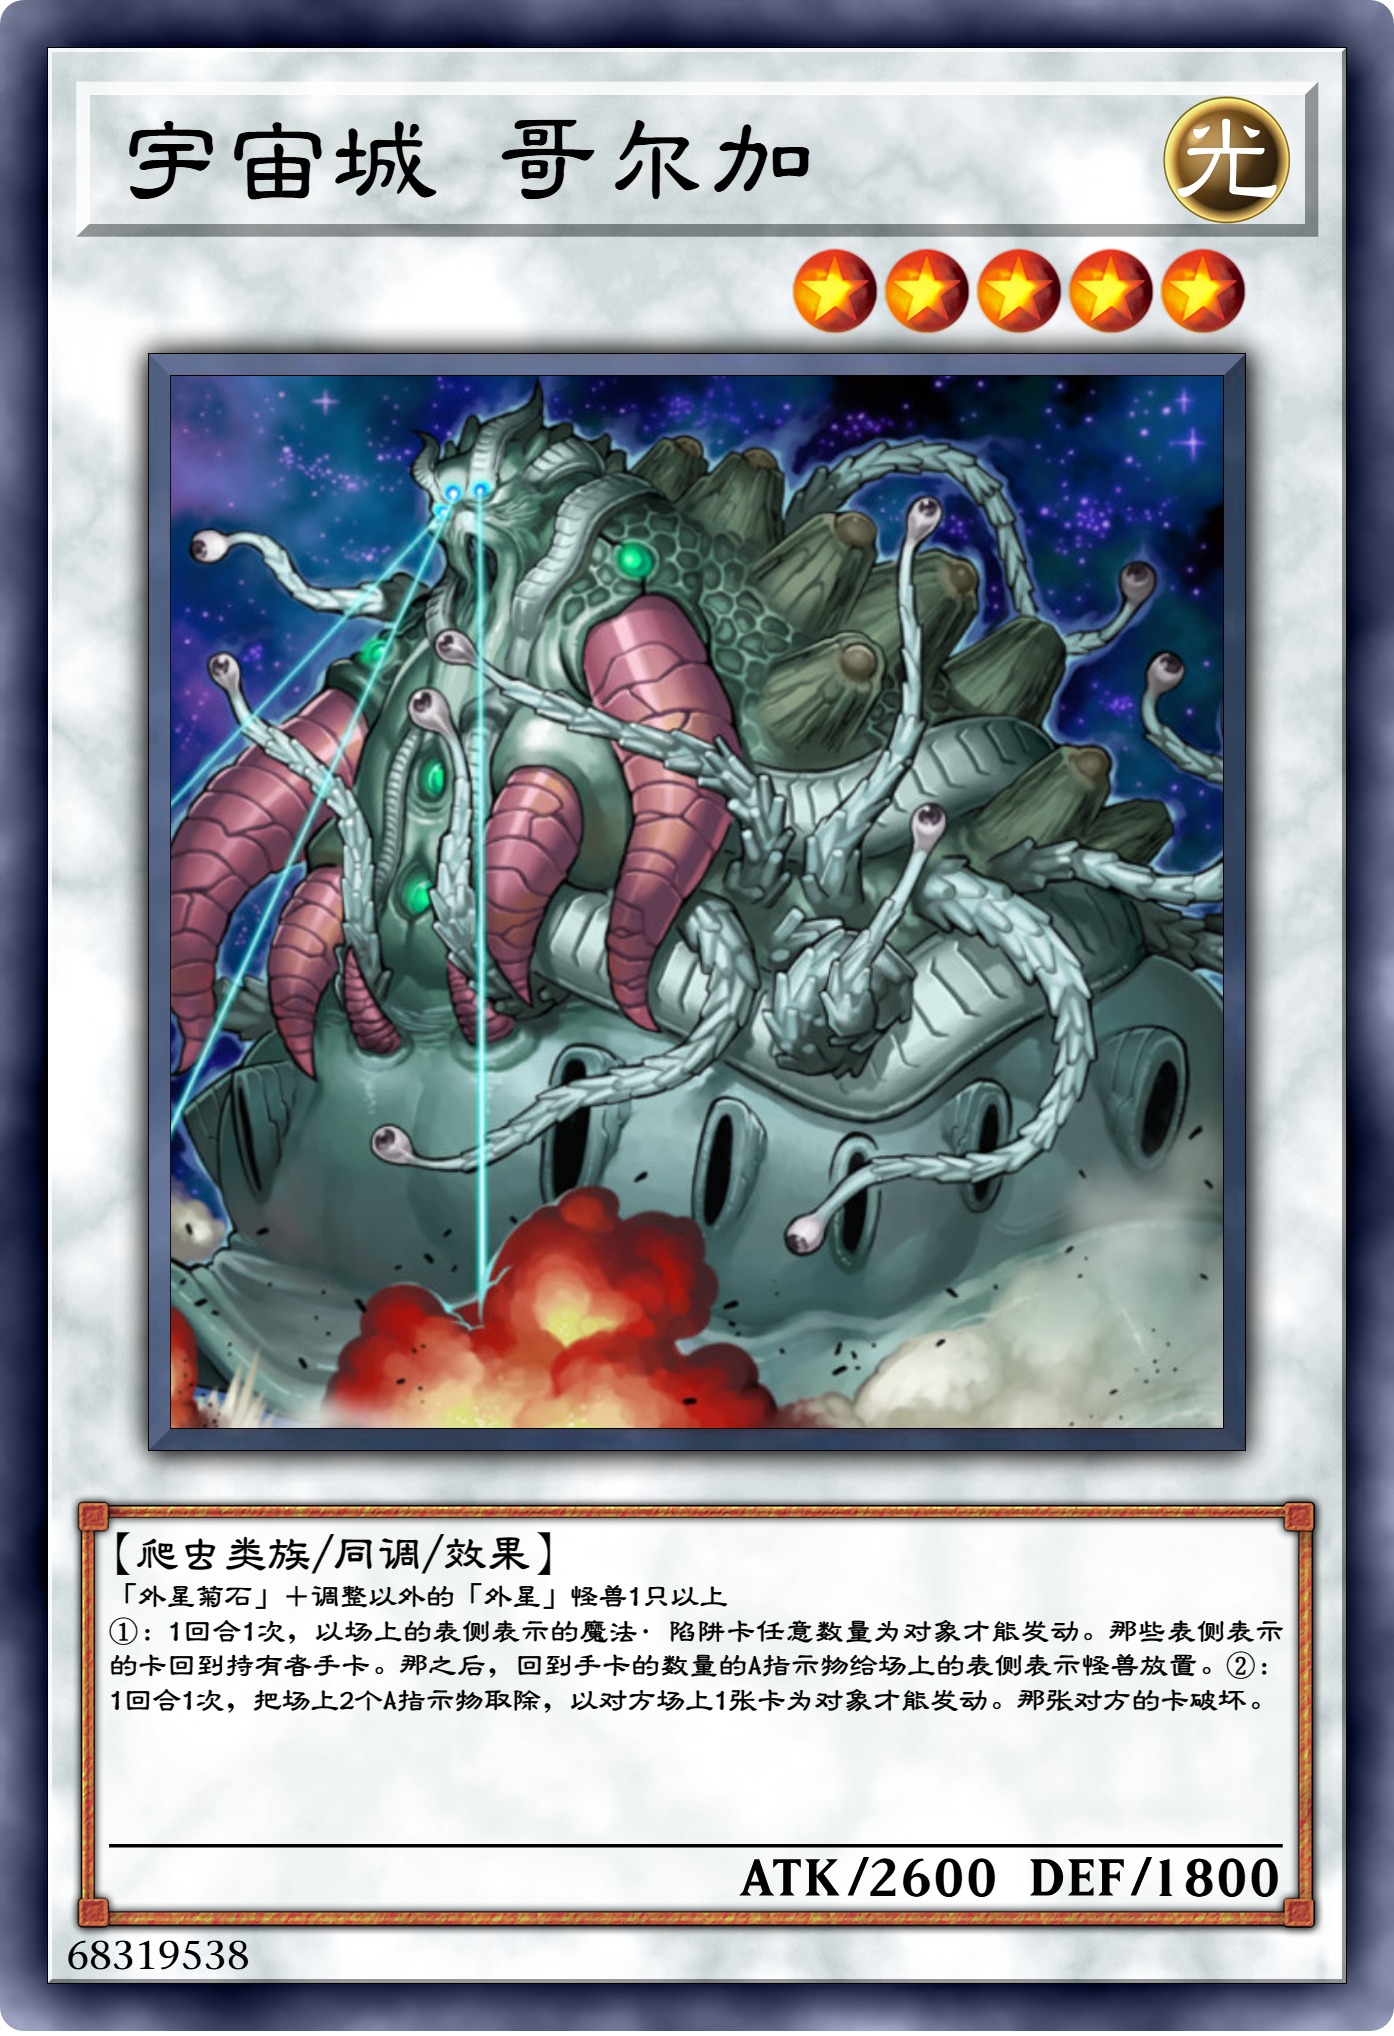 宇宙城 哥尔加
光
【爬虫类族/同调/效果】
「外星菊石」＋调整以外的「外星」怪兽1只以上
①：1回合1次，以场上的表侧表示的魔法·陷阱卡任意数量为对象才能发动。那些表侧表示
的卡回到持有者手卡。那之后，回到手卡的数量的A指示物给场上的表侧表示怪兽放置。②：
1回合1次，把场上2个A指示物取除，以对方场上1张卡为对象才能发动。那张对方的卡破坏。
ATK/2600 DEF/1800
68319538